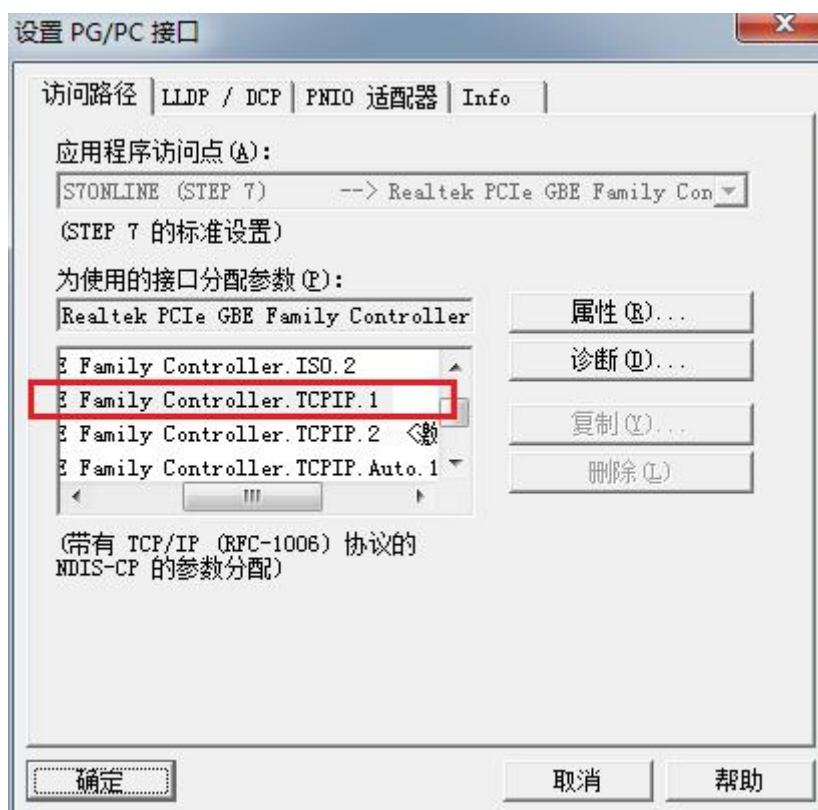 设置 PG/PC 接口
访问路径 LLDP / DCP PNIO 适配器 Info
应用程序访问点(A):
S7ONLINE (STEP 7) --> Realtek PCIe GBE Family Con
(STEP 7 的标准设置)
为使用的接口分配参数(P):
Realtek PCIe GBE Family Controller
属性(R)...
E Family Controller.ISO.2
诊断(D)...
E Family Controller.TCPIP.1
E Family Controller.TCPIP.2 <激
复制(Y)...
E Family Controller.TCPIP.Auto.1
删除(L)
(带有 TCP/IP (RFC-1006) 协议的
NDIS-CP 的参数分配)
确定 取消 帮助